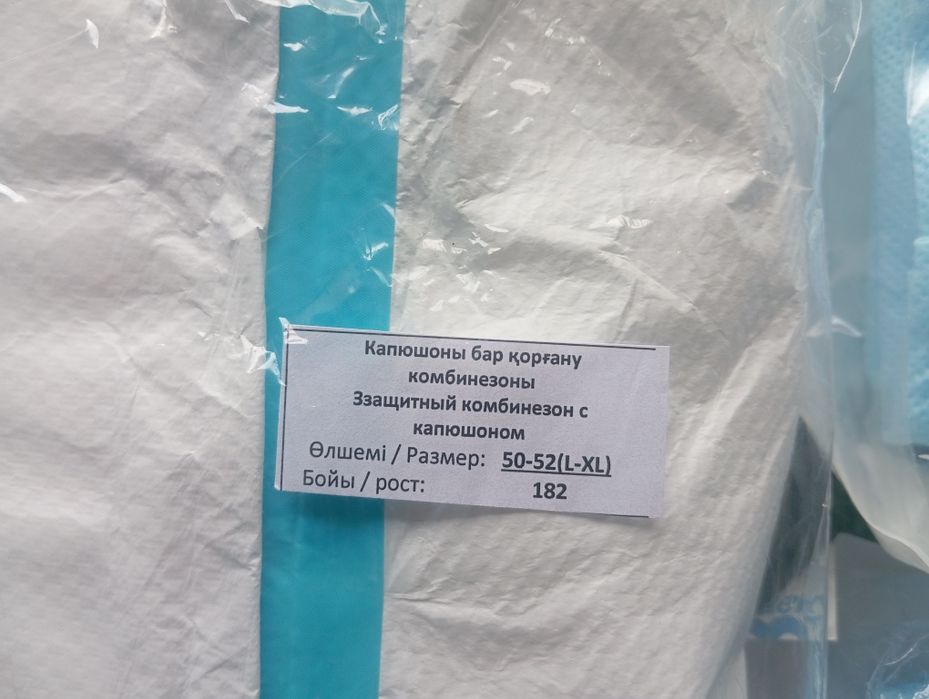 Капюшоны бар қорғану
комбинезоны
Ззащитный комбинезон с
капюшоном
Өлшемі / Размер: 50-52(L-XL)
Бойы / рост: 182